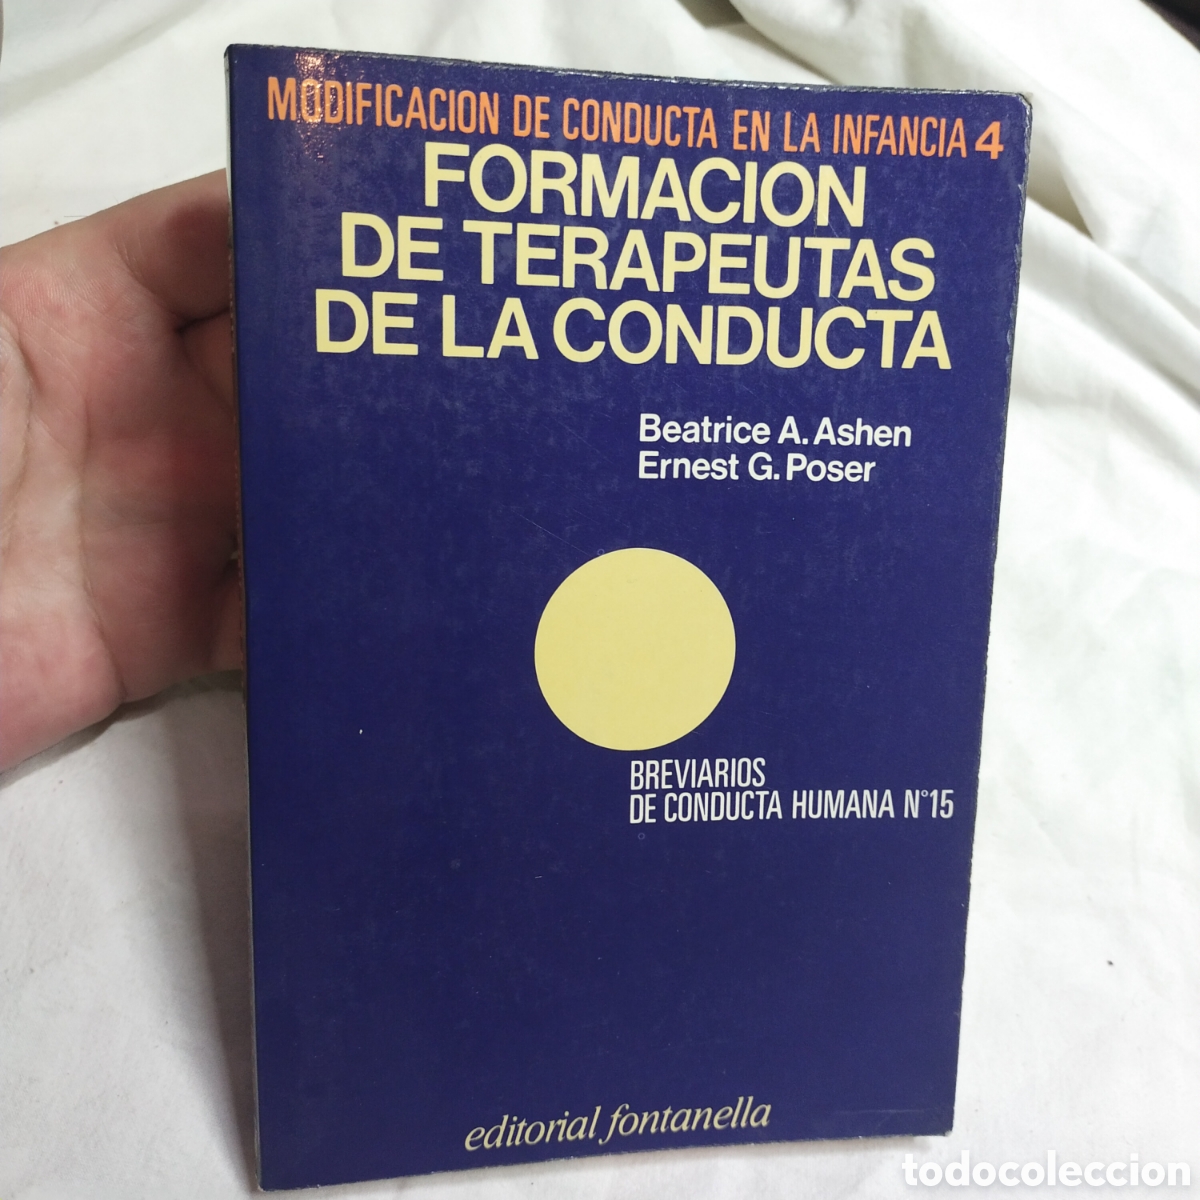 MODIFICACION DE CONDUCTA EN LA INFANCIA 4
FORMACION
DE TERAPEUTAS
DE LA CONDUCTA
Beatrice A. Ashen
Ernest G. Poser
BREVIARIOS
DE CONDUCTA HUMANA N°15
editorial fontanella
todocoleccion